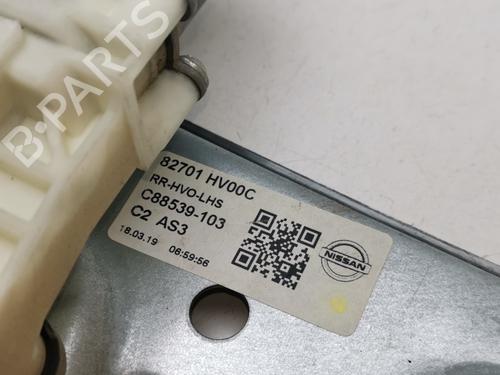 B-PARTS
82701 HV00C
RR-HVO-LHS
C88539-103
C2 AS3
18.03.19 06:59:56
NISSAN